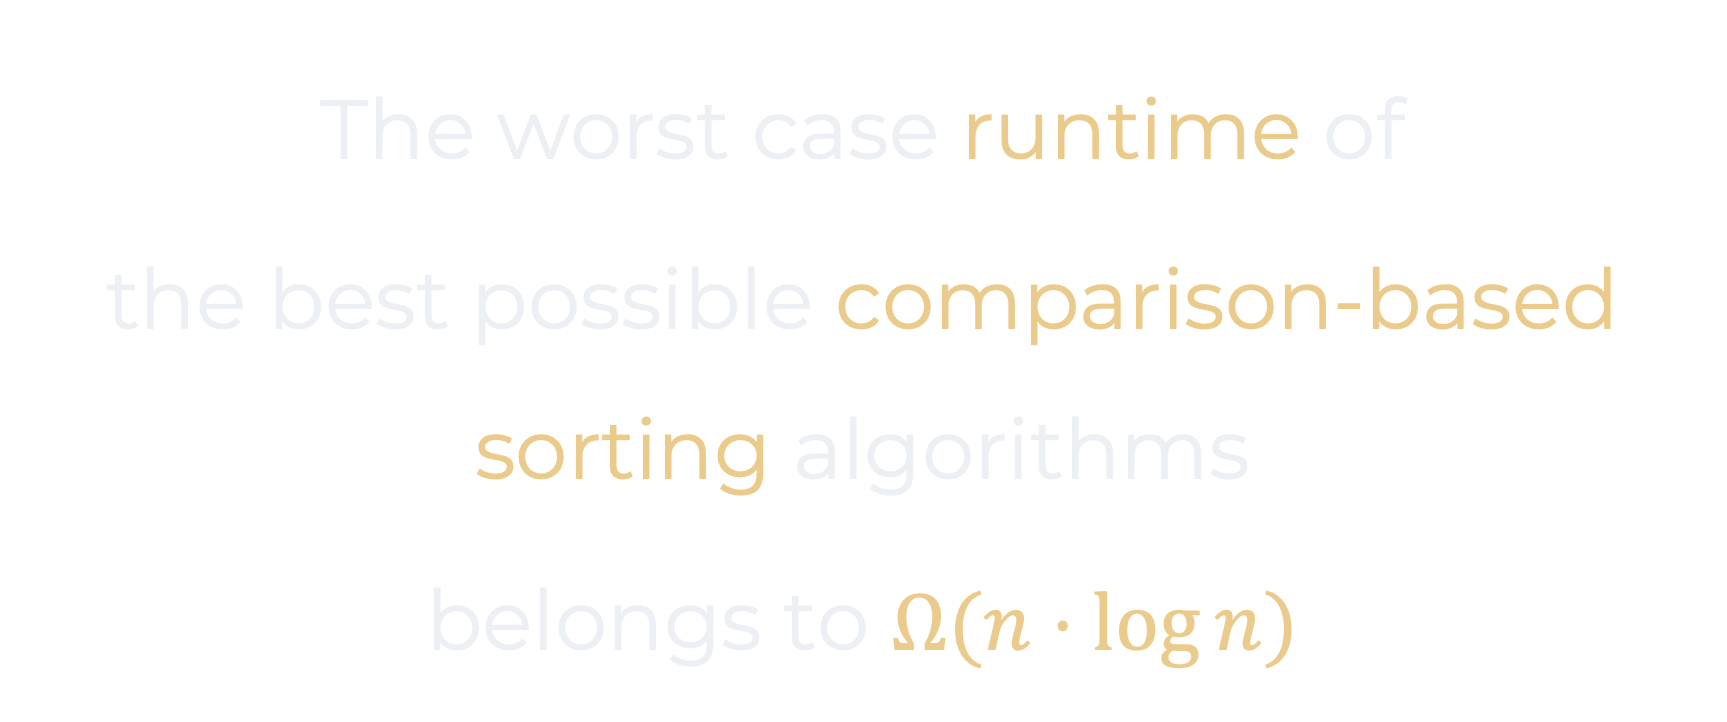 The worst case runtime of
the best possible comparison-based
sorting algorithms
belongs to Ω(n · log n)